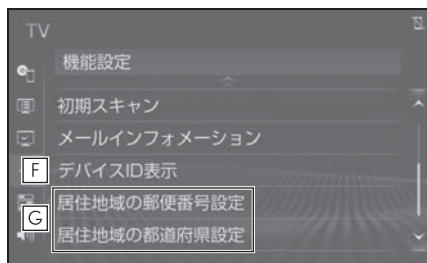 TV
機能設定
初期スキャン
メールインフォメーション
F
デバイスID表示
居住地域の郵便番号設定
G
居住地域の都道府県設定